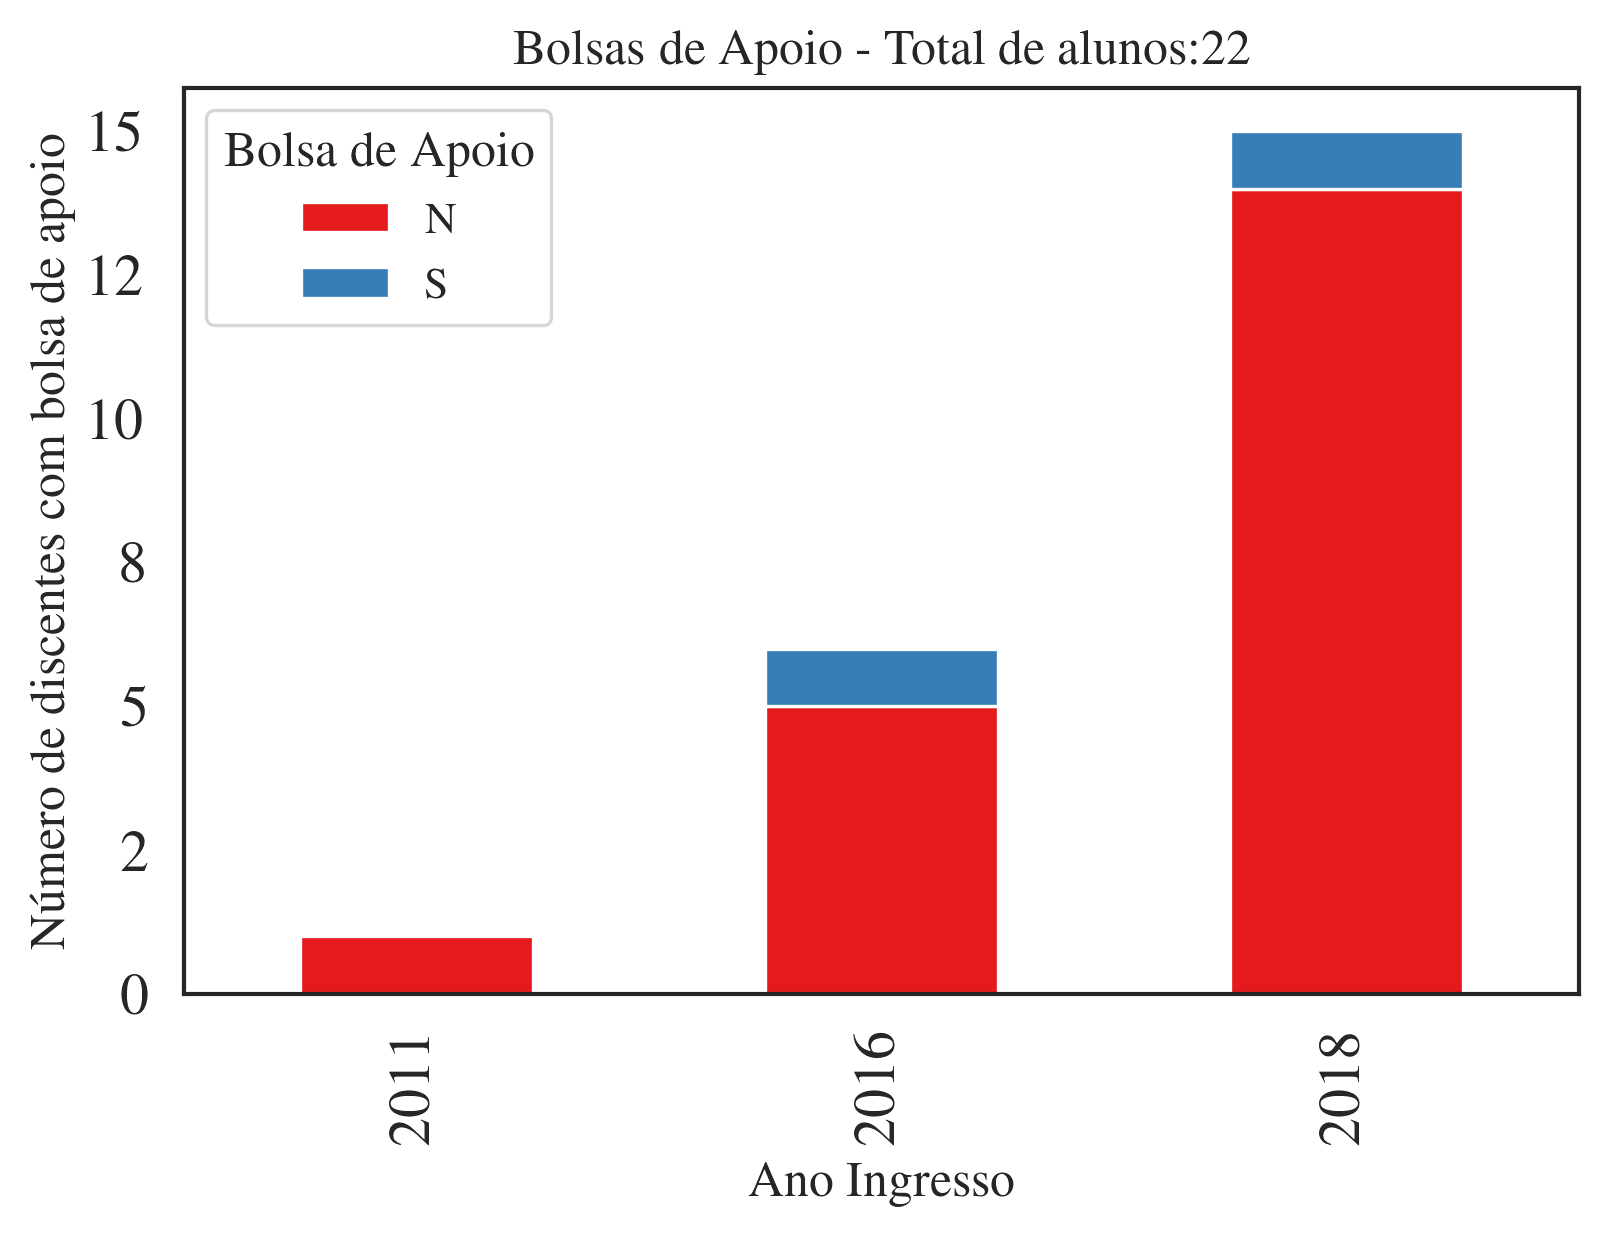 Bolsas de Apoio - Total de alunos:22
Número de discentes com bolsa de apoio
15
12
10
8
5
2
0
Bolsa de Apoio
N
S
2011
2016
2018
Ano Ingresso